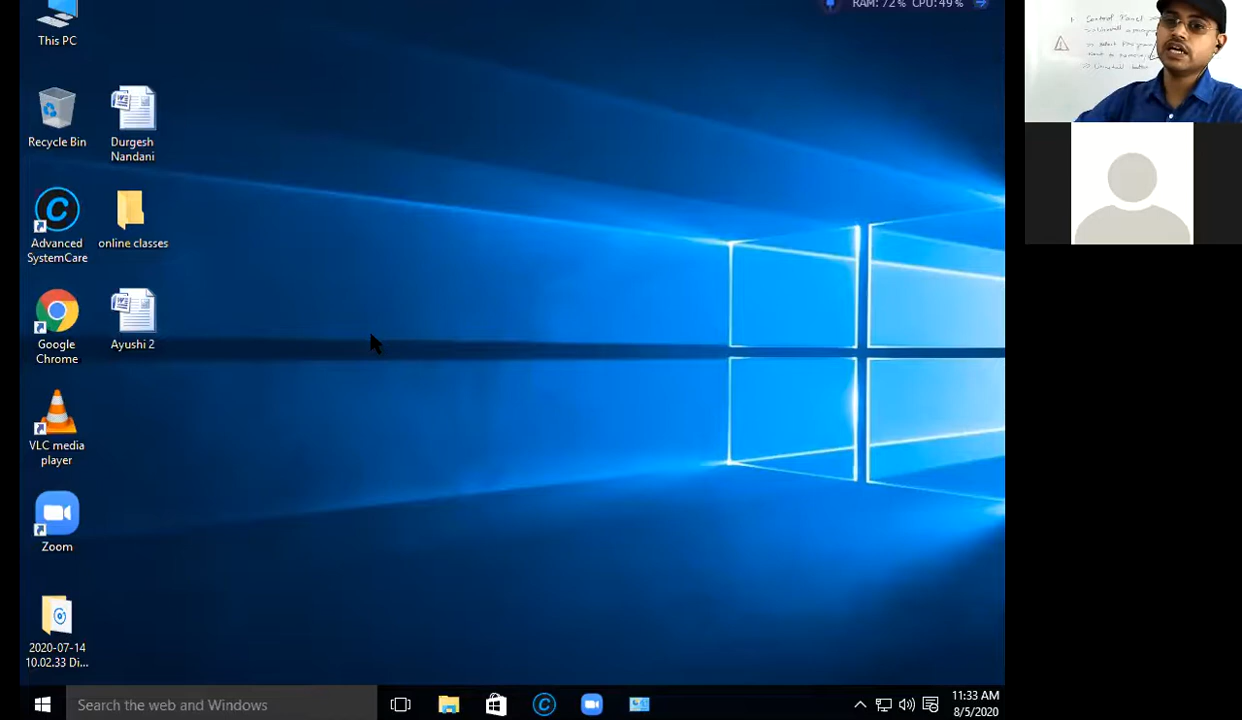 RAM: 72% CPU: 49%
This PC
Recycle Bin
Durgesh
Nandani
Advanced
SystemCare
online classes
Google
Chrome
Ayushi 2
VLC media
player
Zoom
2020-07-14
10.02.33 Di...
Search the web and Windows
11:33 AM
8/5/2020
Control Panel